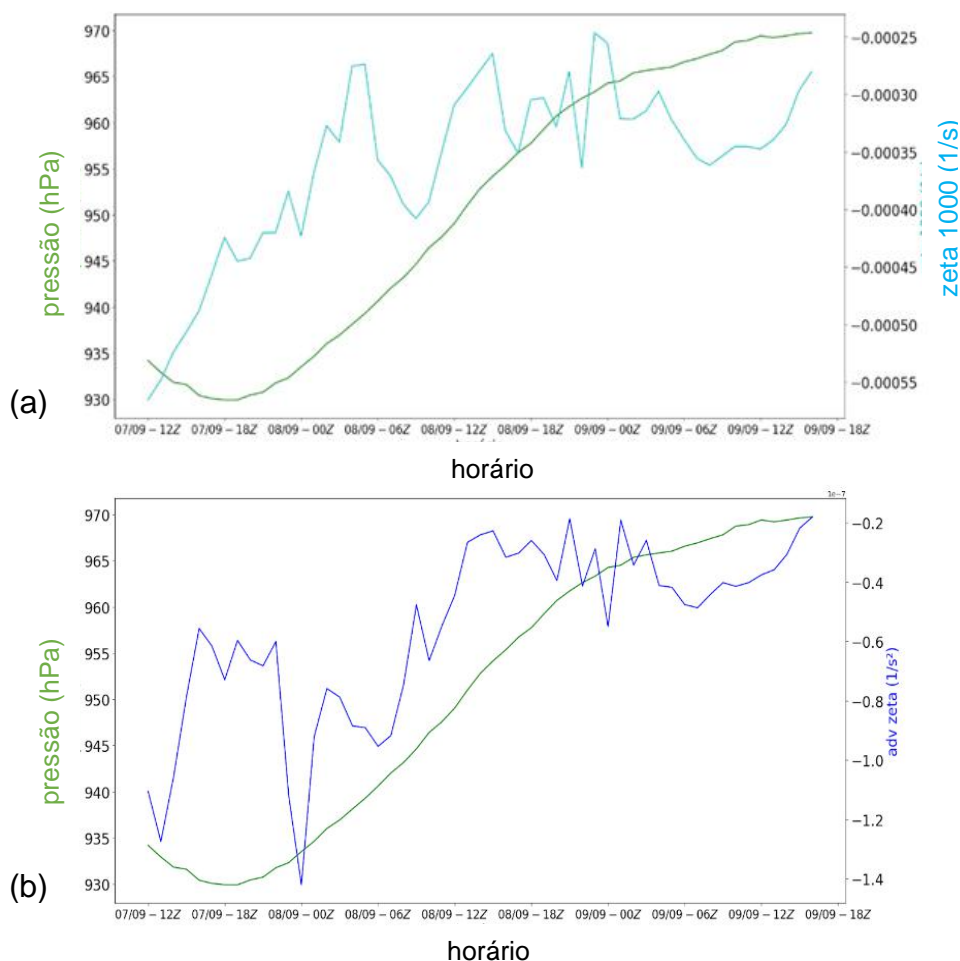 (a)
pressão (hPa)
970
965
960
955
950
945
940
935
930
−0.00025
−0.00030
−0.00035
−0.00040
−0.00045
−0.00050
−0.00055
zeta 1000 (1/s)
07/09 − 12Z 07/09 − 18Z 08/09 − 00Z 08/09 − 06Z 08/09 − 12Z 08/09 − 18Z 09/09 − 00Z 09/09 − 06Z 09/09 − 12Z 09/09 − 18Z
horário
(b)
pressão (hPa)
970
965
960
955
950
945
940
935
930
1e−7
−0.2
−0.4
−0.6
−0.8
−1.0
−1.2
−1.4
adv zeta (1/s²)
07/09 − 12Z 07/09 − 18Z 08/09 − 00Z 08/09 − 06Z 08/09 − 12Z 08/09 − 18Z 09/09 − 00Z 09/09 − 06Z 09/09 − 12Z 09/09 − 18Z
horário